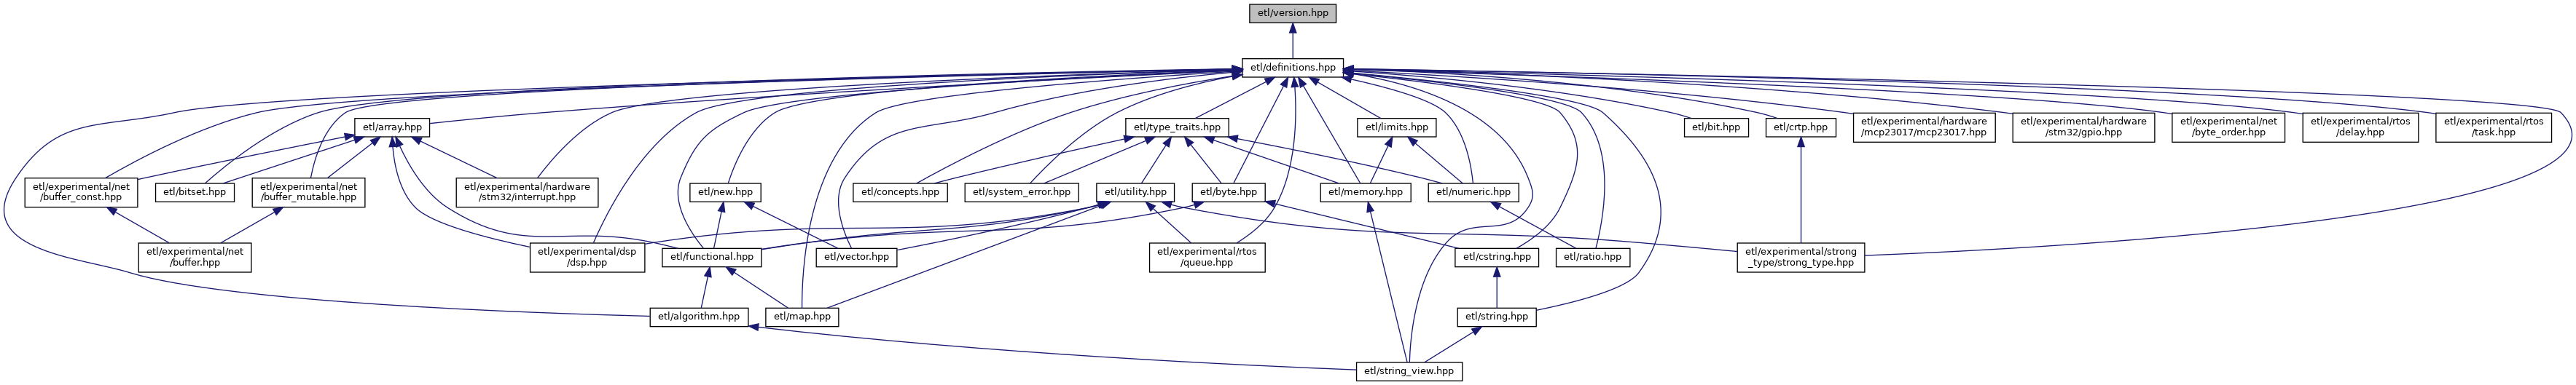 etl/version.hpp
etl/definitions.hpp
etl/array.hpp
etl/type_traits.hpp
etl/limits.hpp
etl/bit.hpp
etl/crtp.hpp
etl/experimental/hardware
/mcp23017/mcp23017.hpp
etl/experimental/hardware
/stm32/gpio.hpp
etl/experimental/net
/byte_order.hpp
etl/experimental/rtos
/delay.hpp
etl/experimental/rtos
/task.hpp
etl/experimental/net
/buffer_const.hpp
etl/bitset.hpp
etl/experimental/net
/buffer_mutable.hpp
etl/experimental/hardware
/stm32/interrupt.hpp
etl/new.hpp
etl/concepts.hpp
etl/system_error.hpp
etl/utility.hpp
etl/byte.hpp
etl/memory.hpp
etl/numeric.hpp
etl/experimental/net
/buffer.hpp
etl/experimental/dsp
/dsp.hpp
etl/functional.hpp
etl/vector.hpp
etl/experimental/rtos
/queue.hpp
etl/cstring.hpp
etl/ratio.hpp
etl/experimental/strong
_type/strong_type.hpp
etl/algorithm.hpp
etl/map.hpp
etl/string.hpp
etl/string_view.hpp